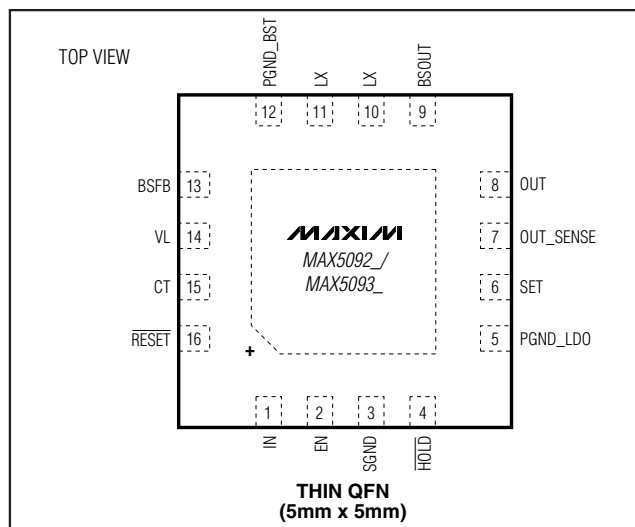 TOP VIEW
PGND_BST
LX
LX
BSOUT
12
11
10
9
BSFB 13
8 OUT
VL 14
7 OUT_SENSE
CT 15
6 SET
R̅E̅S̅E̅T̅ 16
5 PGND_LDO
MAXIM
MAX5092_/
MAX5093_
+
1
2
3
4
IN
EN
SGND
H̅O̅L̅D̅
THIN QFN
(5mm x 5mm)